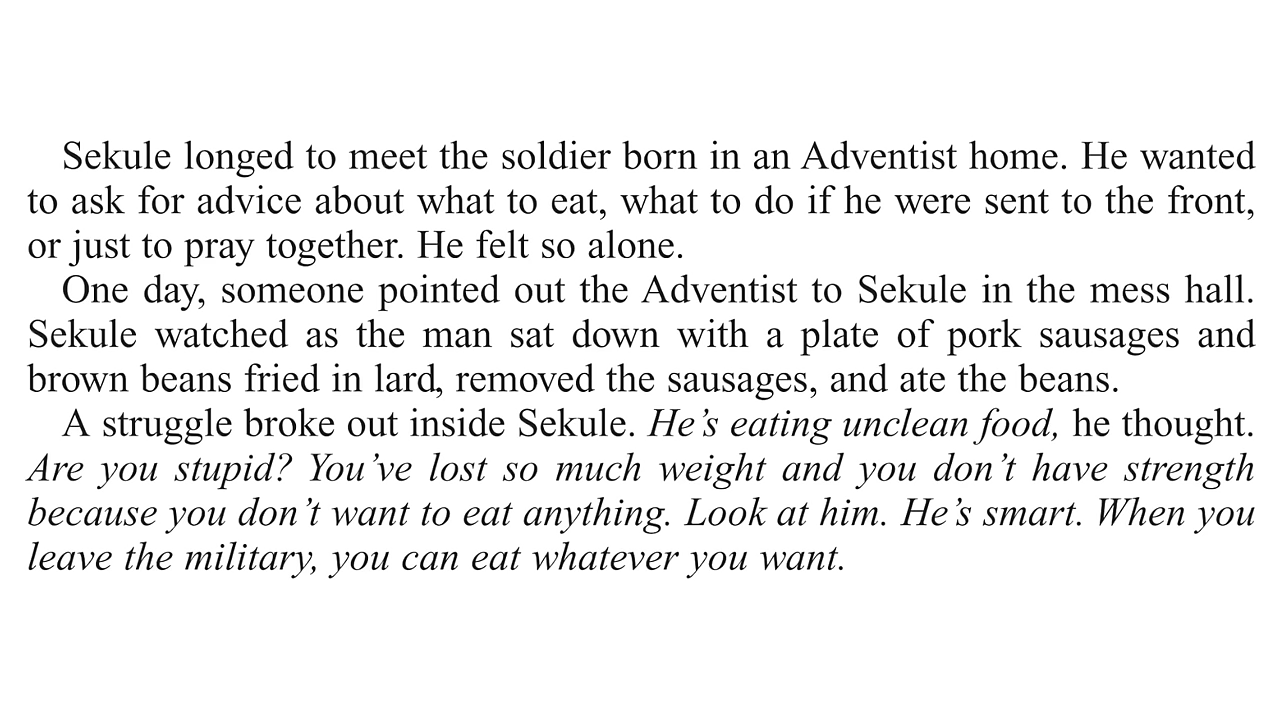 Sekule longed to meet the soldier born in an Adventist home. He wanted
to ask for advice about what to eat, what to do if he were sent to the front,
or just to pray together. He felt so alone.
One day, someone pointed out the Adventist to Sekule in the mess hall.
Sekule watched as the man sat down with a plate of pork sausages and
brown beans fried in lard, removed the sausages, and ate the beans.
A struggle broke out inside Sekule. He’s eating unclean food, he thought.
Are you stupid? You’ve lost so much weight and you don’t have strength
because you don’t want to eat anything. Look at him. He’s smart. When you
leave the military, you can eat whatever you want.